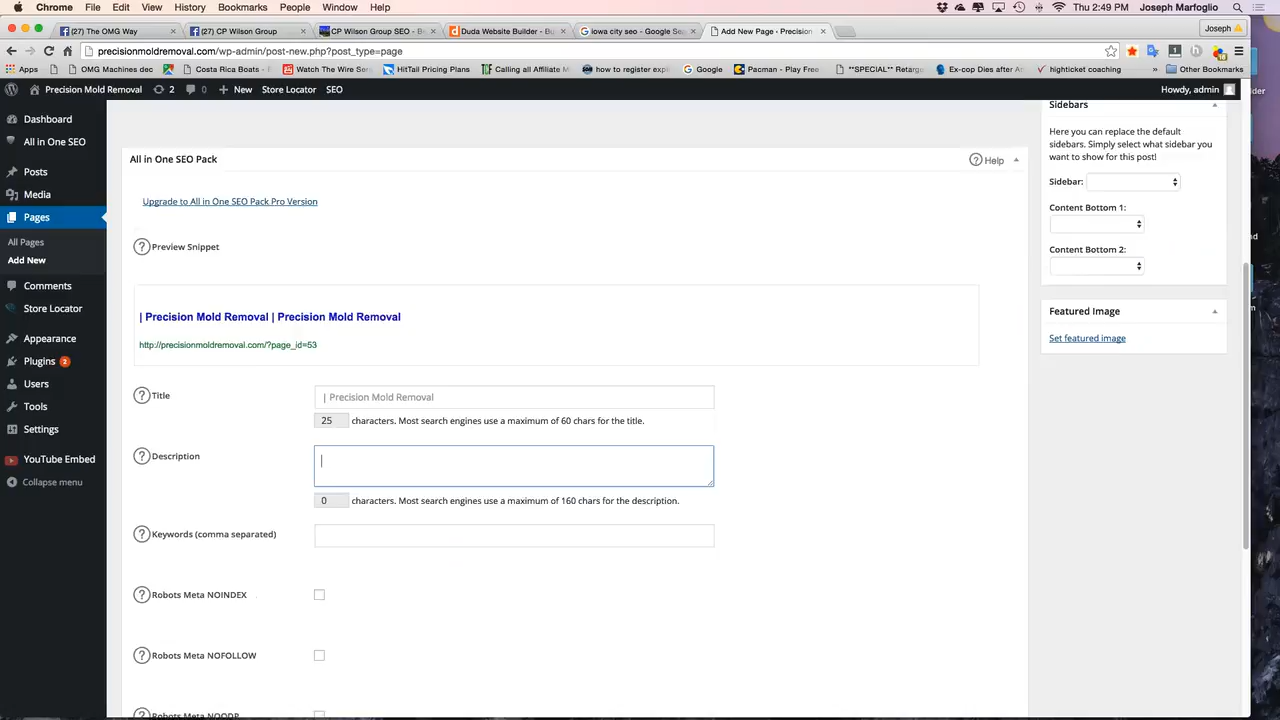 Chrome File Edit View History Bookmarks People Window Help Thu 2:49 PM Joseph Marfoglio
(27) The OMG Way (27) CP Wilson Group CP Wilson Group SEO - B Duda Website Builder - Bu iowa city seo - Google Sea Add New Page ‹ Precision Joseph
precisionmoldremoval.com/wp-admin/post-new.php?post_type=page
Apps OMG Machines dec Costa Rica Boats - Watch The Wire Ser HitTail Pricing Plans Calling all Affiliate M how to register exp Google Pacman - Play Free **SPECIAL** Retarg Ex-cop Dies after A highticket coaching » Other Bookmarks
Precision Mold Removal 2 0 + New Store Locator SEO Howdy, admin
Dashboard
All in One SEO
Posts
Media
Pages
All Pages
Add New
Comments
Store Locator
Appearance
Plugins 2
Users
Tools
Settings
YouTube Embed
Collapse menu
All in One SEO Pack
Help
Upgrade to All in One SEO Pack Pro Version
Preview Snippet
| Precision Mold Removal | Precision Mold Removal
http://precisionmoldremoval.com/?page_id=53
Title
| Precision Mold Removal
25 characters. Most search engines use a maximum of 60 chars for the title.
Description
0 characters. Most search engines use a maximum of 160 chars for the description.
Keywords (comma separated)
Robots Meta NOINDEX
Robots Meta NOFOLLOW
Robots Meta NOODP
Sidebars
Here you can replace the default
sidebars. Simply select what sidebar you
want to show for this post!
Sidebar:
Content Bottom 1:
Content Bottom 2:
Featured Image
Set featured image